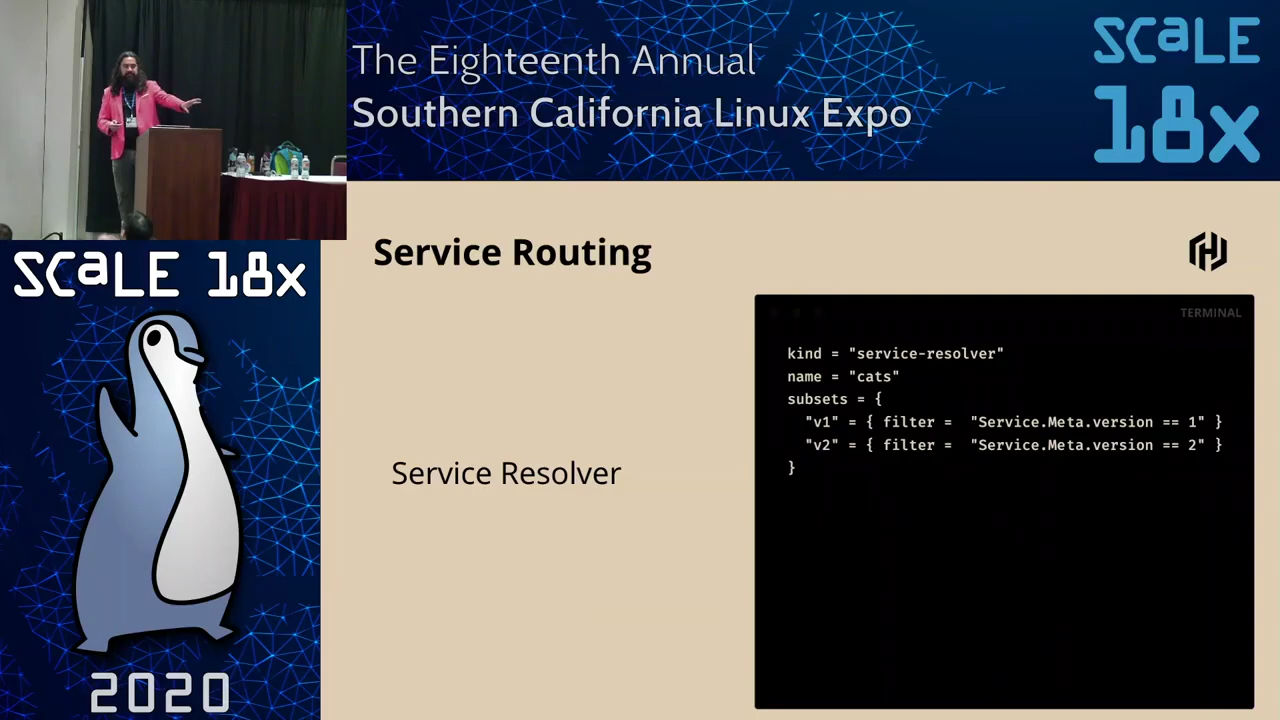 The Eighteenth Annual
Southern California Linux Expo
SCaLE
18x
SCaLE 18x
2020
Service Routing
Service Resolver
TERMINAL
kind = "service-resolver"
name = "cats"
subsets = {
"v1" = { filter =  "Service.Meta.version == 1" }
"v2" = { filter =  "Service.Meta.version == 2" }
}